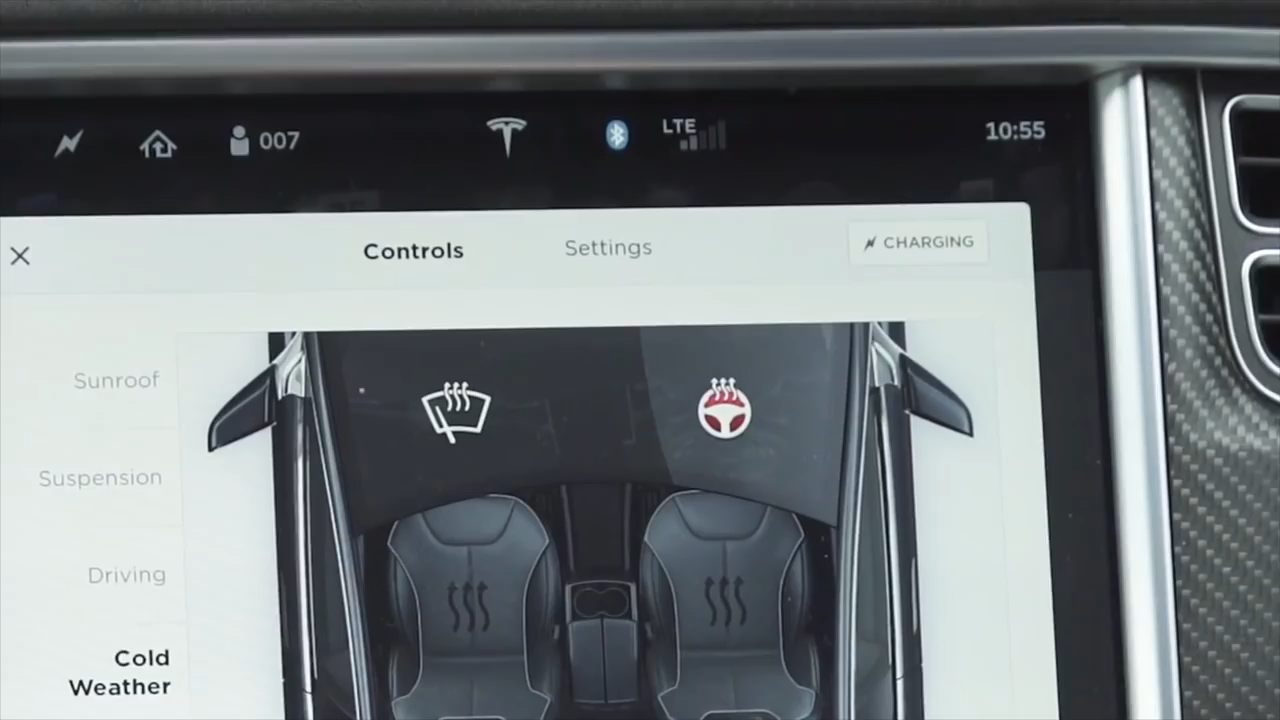 007
LTE
10:55
Controls
Settings
CHARGING
Sunroof
Suspension
Driving
Cold
Weather